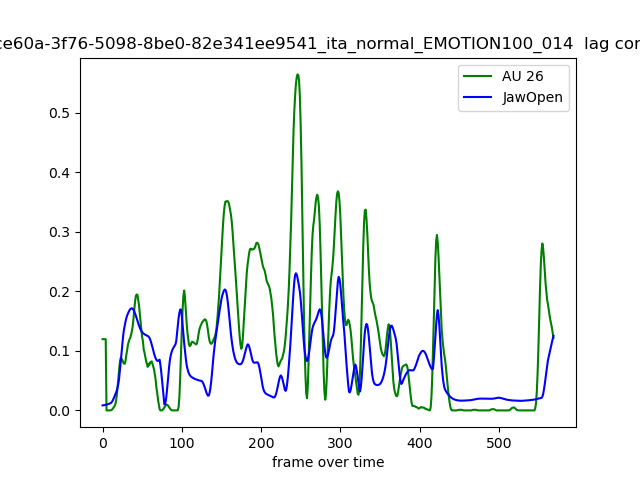 ce60a-3f76-5098-8be0-82e341ee9541_ita_normal_EMOTION100_014 lag cor
AU 26
JawOpen
0.5
0.4
0.3
0.2
0.1
0.0
0 100 200 300 400 500
frame over time